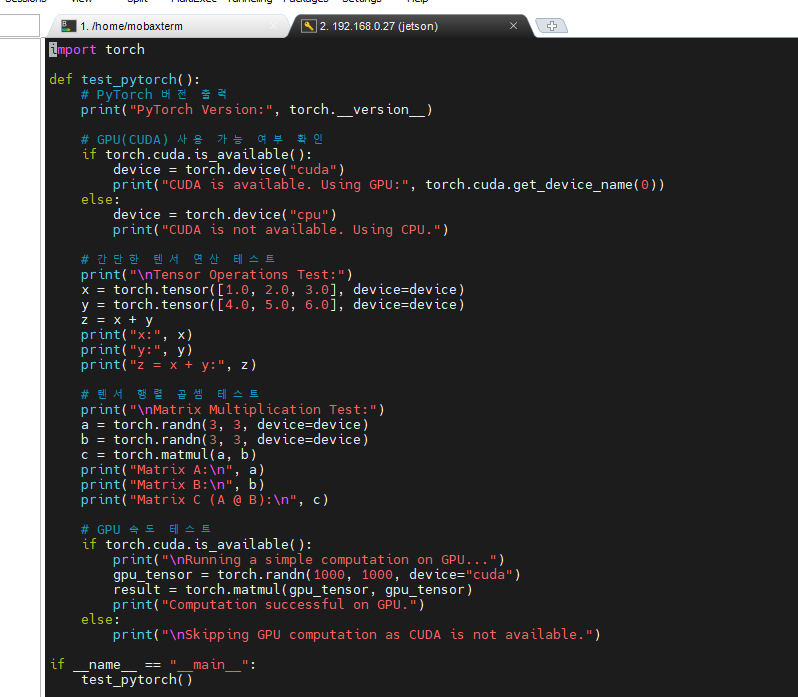 Sessions View Split MultiExec Tunneling Packages Settings Help
1. /home/mobaxterm
2. 192.168.0.27 (jetson)
import torch
def test_pytorch():
# PyTorch 버전 출력
print("PyTorch Version:", torch.__version__)
# GPU(CUDA) 사용 가능 여부 확인
if torch.cuda.is_available():
device = torch.device("cuda")
print("CUDA is available. Using GPU:", torch.cuda.get_device_name(0))
else:
device = torch.device("cpu")
print("CUDA is not available. Using CPU.")
# 간단한 텐서 연산 테스트
print("\nTensor Operations Test:")
x = torch.tensor([1.0, 2.0, 3.0], device=device)
y = torch.tensor([4.0, 5.0, 6.0], device=device)
z = x + y
print("x:", x)
print("y:", y)
print("z = x + y:", z)
# 텐서 행렬 곱셈 테스트
print("\nMatrix Multiplication Test:")
a = torch.randn(3, 3, device=device)
b = torch.randn(3, 3, device=device)
c = torch.matmul(a, b)
print("Matrix A:\n", a)
print("Matrix B:\n", b)
print("Matrix C (A @ B):\n", c)
# GPU 속도 테스트
if torch.cuda.is_available():
print("\nRunning a simple computation on GPU...")
gpu_tensor = torch.randn(1000, 1000, device="cuda")
result = torch.matmul(gpu_tensor, gpu_tensor)
print("Computation successful on GPU.")
else:
print("\nSkipping GPU computation as CUDA is not available.")
if __name__ == "__main__":
test_pytorch()